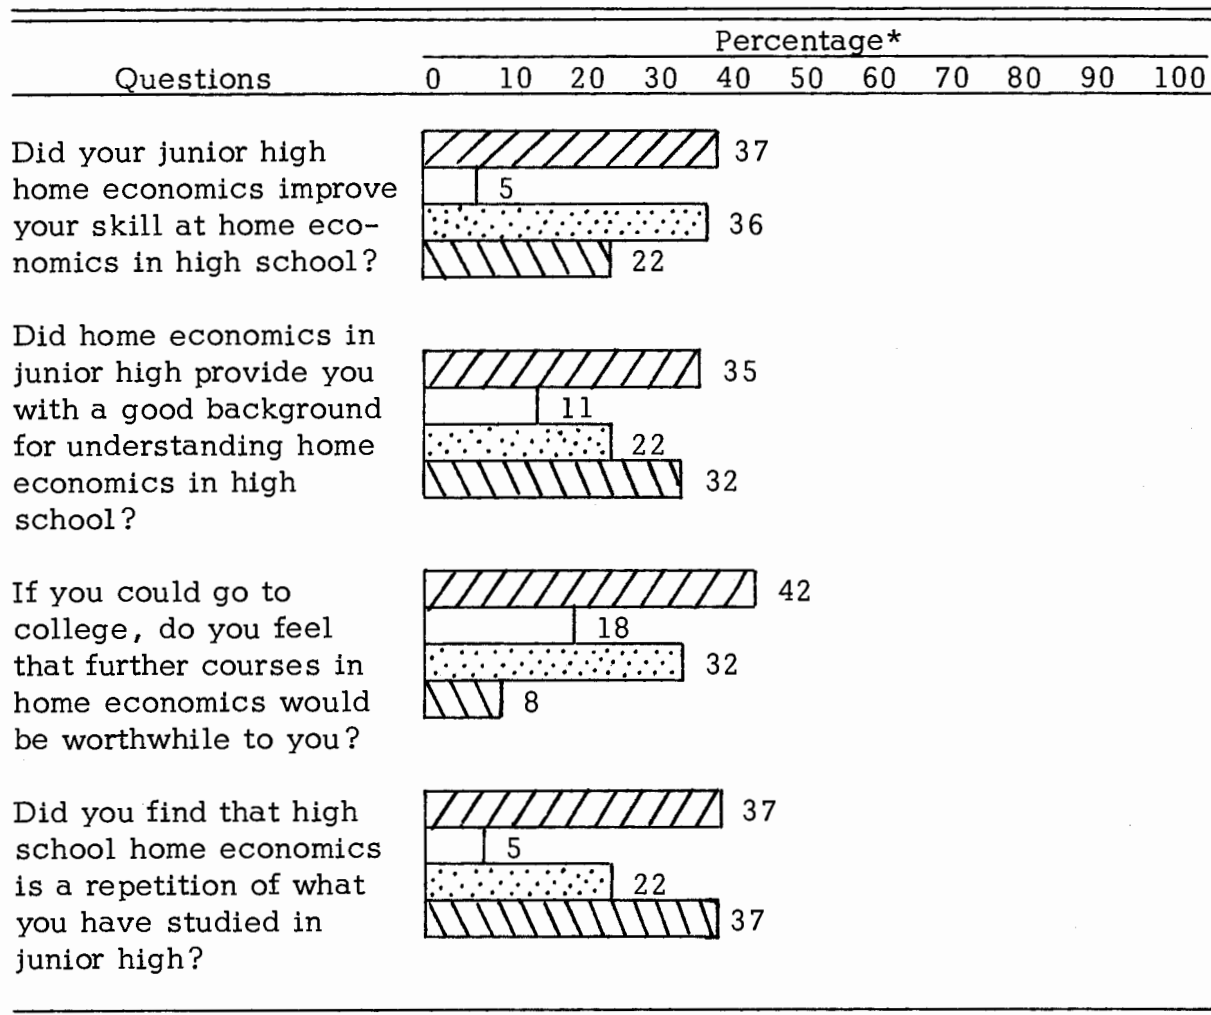 Percentage*
Questions 0 10 20 30 40 50 60 70 80 90 100
Did your junior high 37
home economics improve 5
your skill at home eco- 36
nomics in high school? 22
Did home economics in
junior high provide you 35
with a good background 11
for understanding home 22
economics in high 32
school?
If you could go to 42
college, do you feel 18
that further courses in 32
home economics would 8
be worthwhile to you?
Did you find that high 37
school home economics 5
is a repetition of what 22
you have studied in 37
junior high?